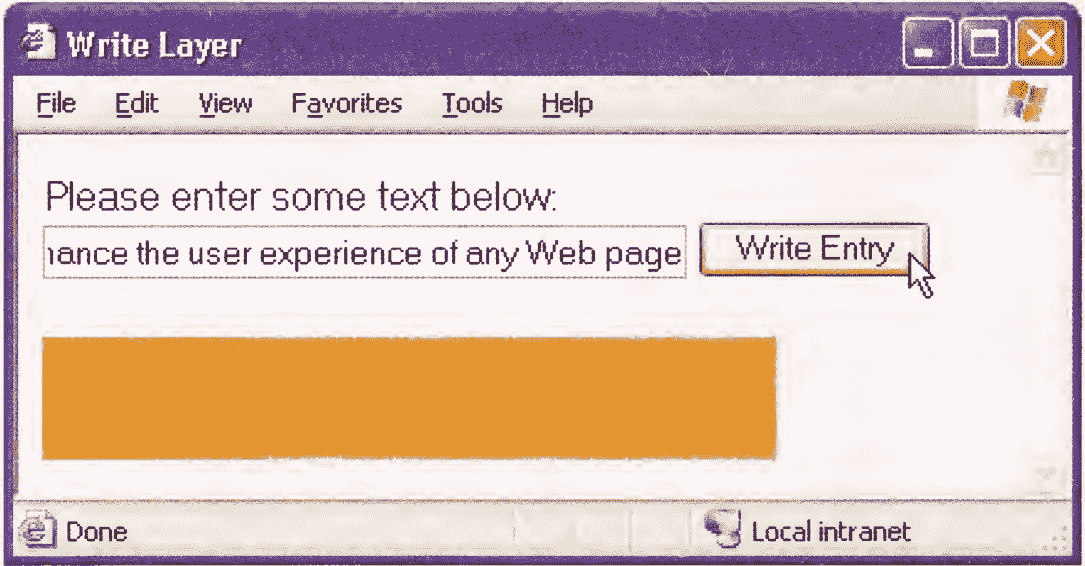 Write Layer
File Edit View Favorites Tools Help
Please enter some text below:
hance the user experience of any Web page
Write Entry
Done
Local intranet